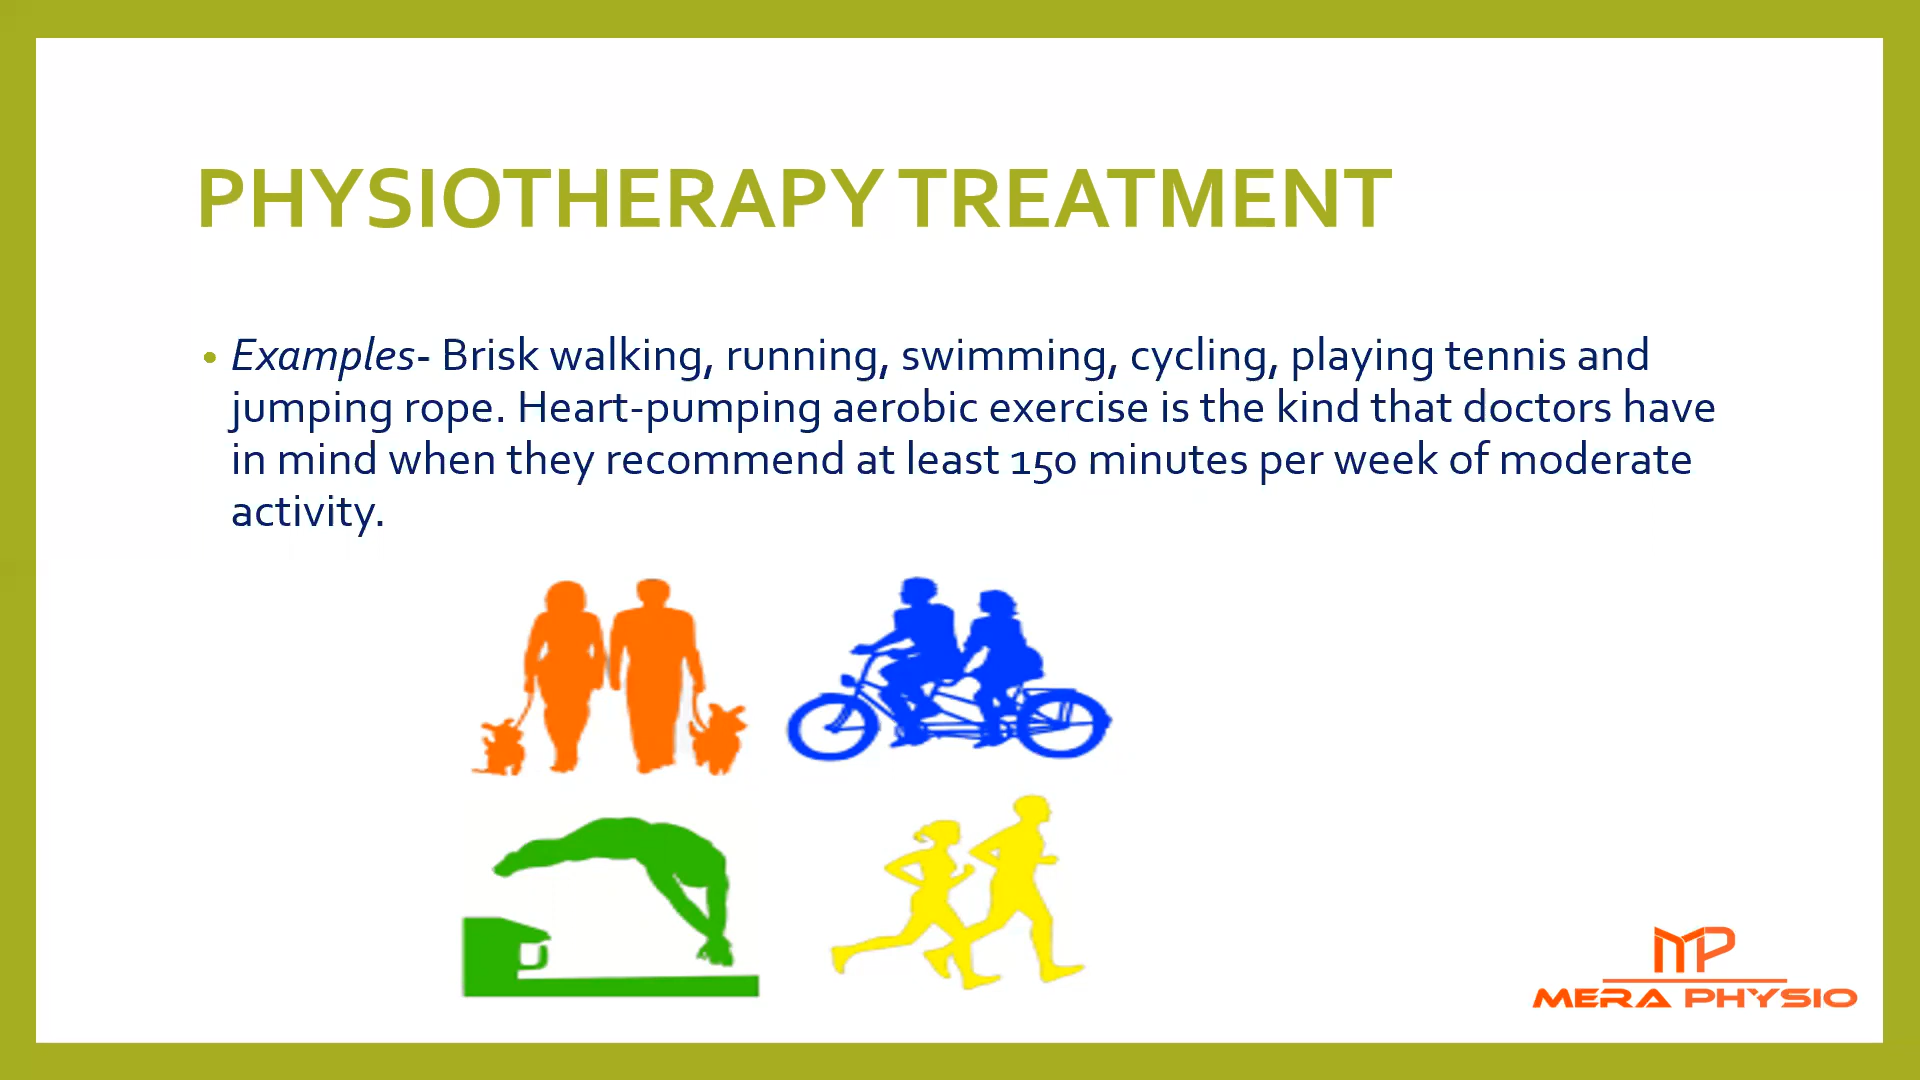 PHYSIOTHERAPY TREATMENT
• Examples- Brisk walking, running, swimming, cycling, playing tennis and
jumping rope. Heart-pumping aerobic exercise is the kind that doctors have
in mind when they recommend at least 150 minutes per week of moderate
activity.
MP
MERA PHYSIO